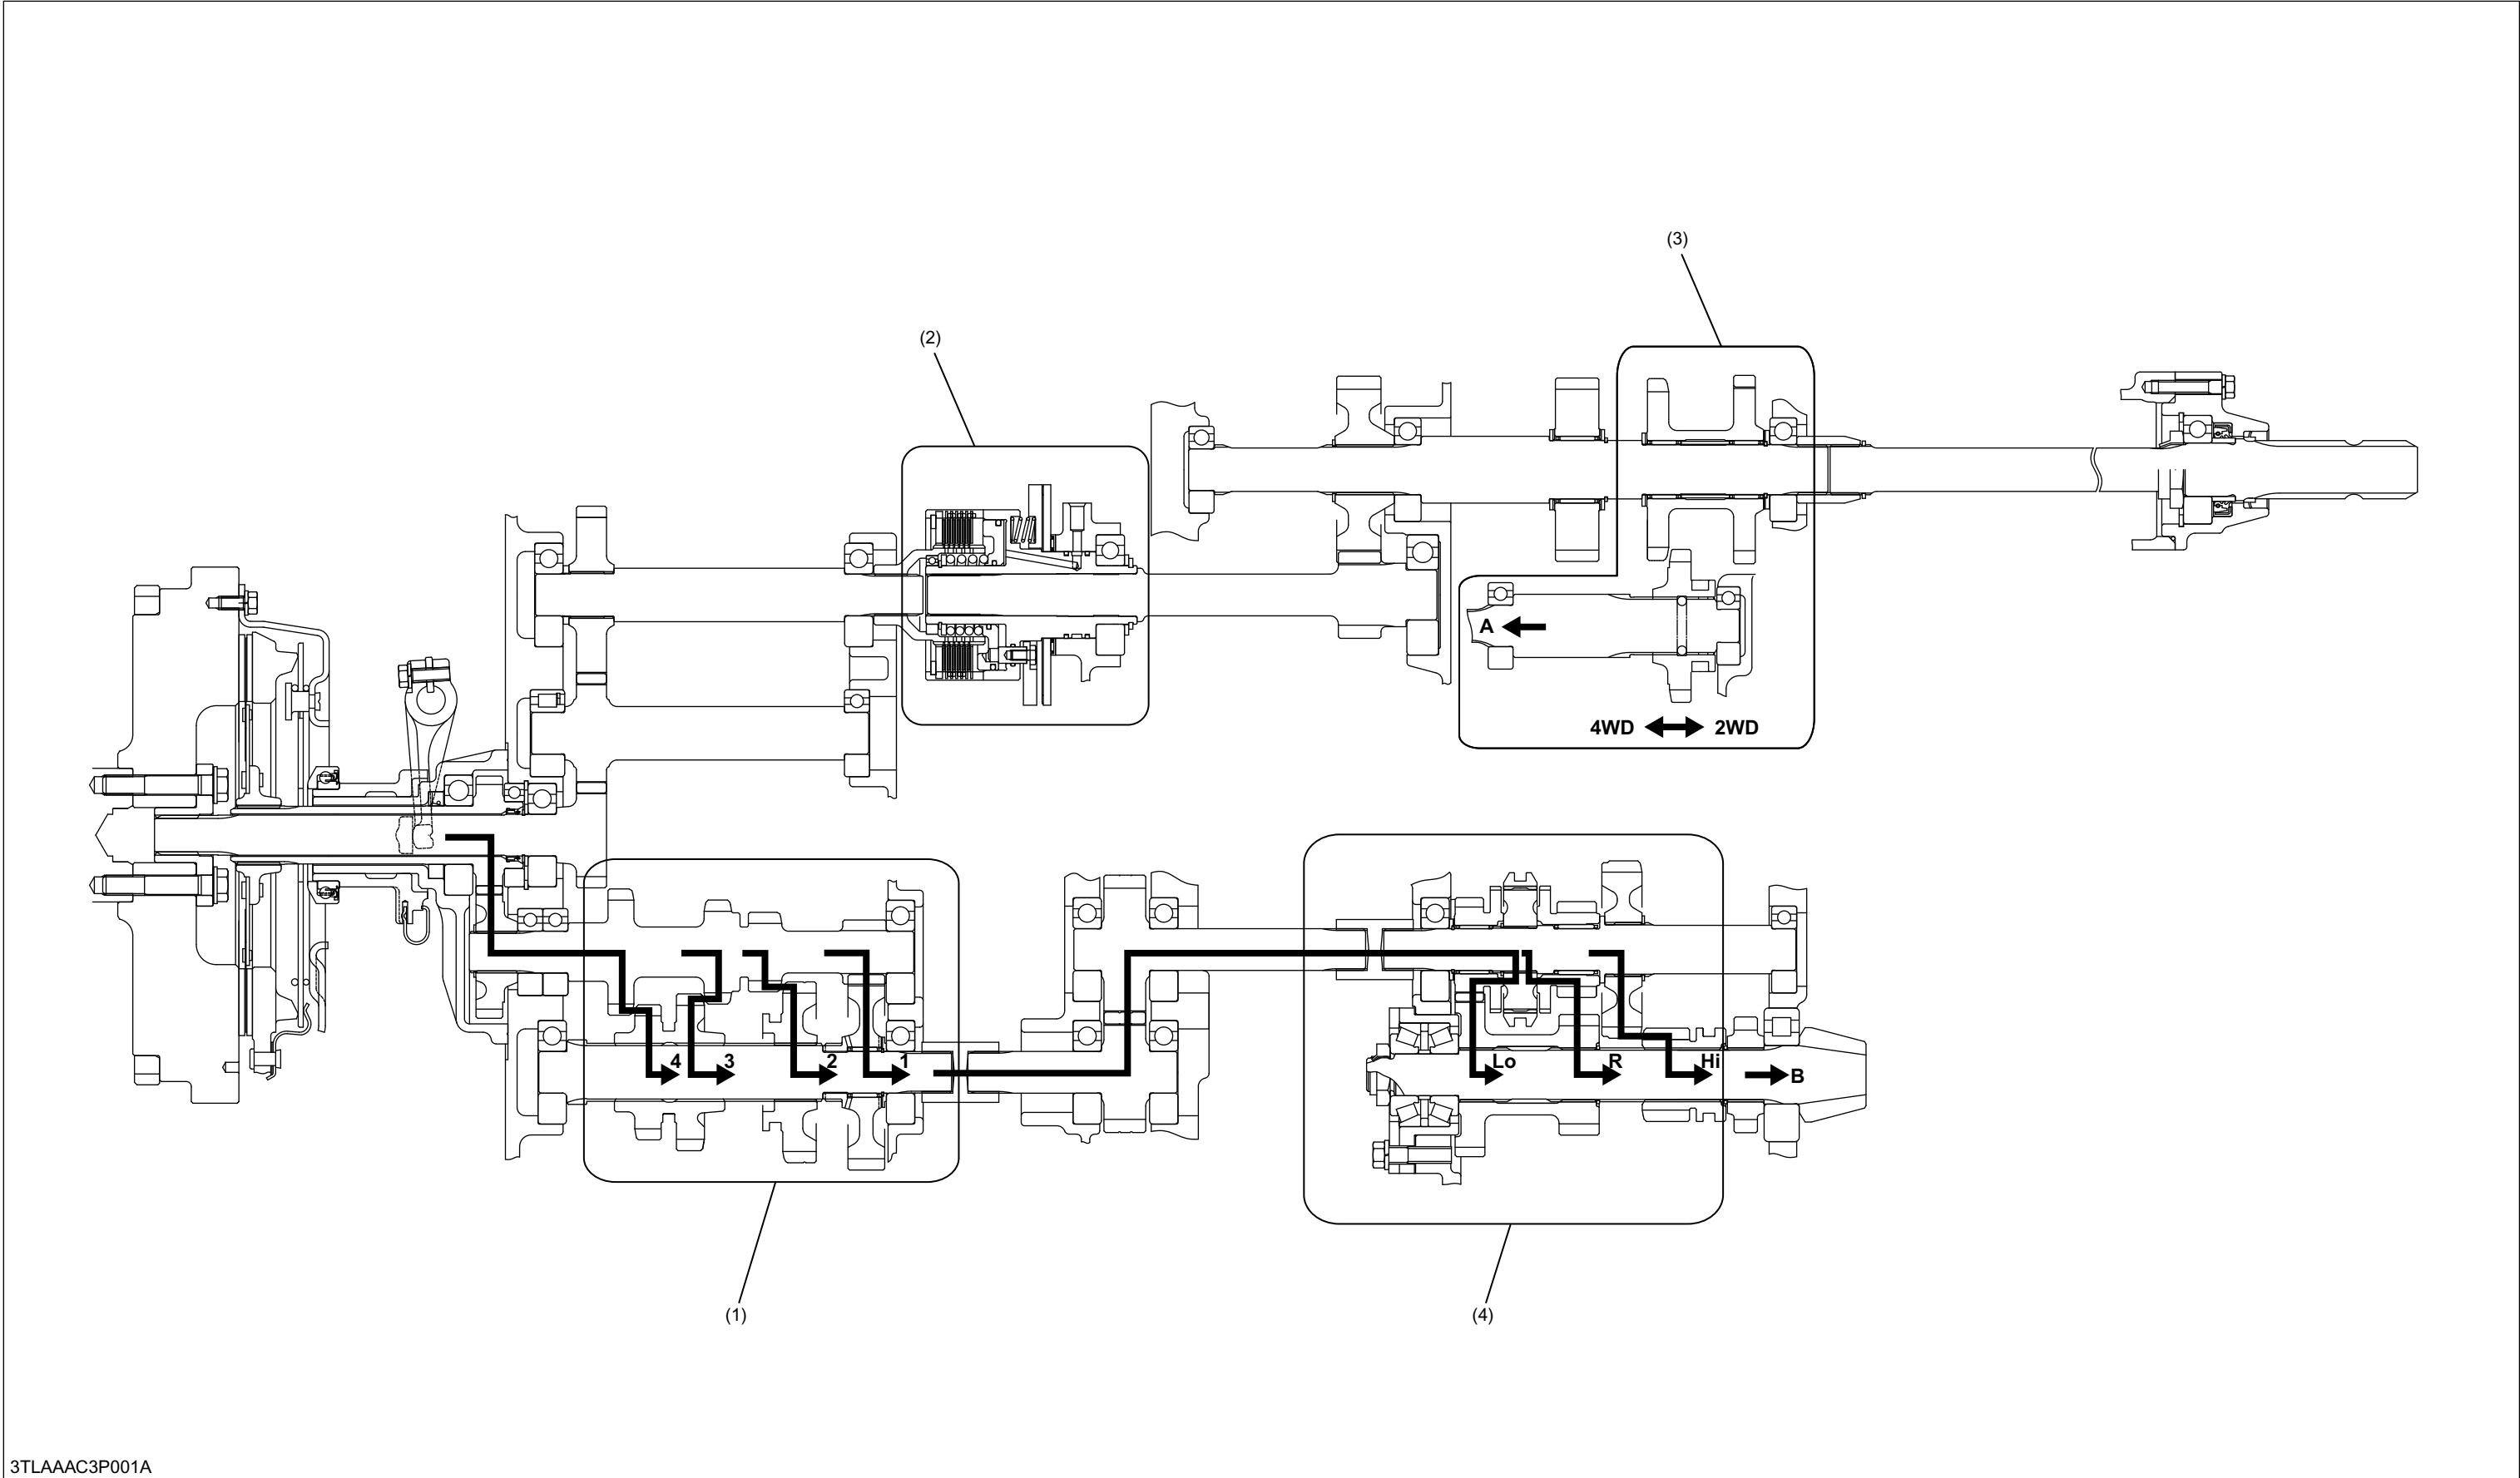 (3)
(2)
A
4WD 2WD
4 3 2 1
Lo R Hi B
(1)
(4)
3TLAAAC3P001A